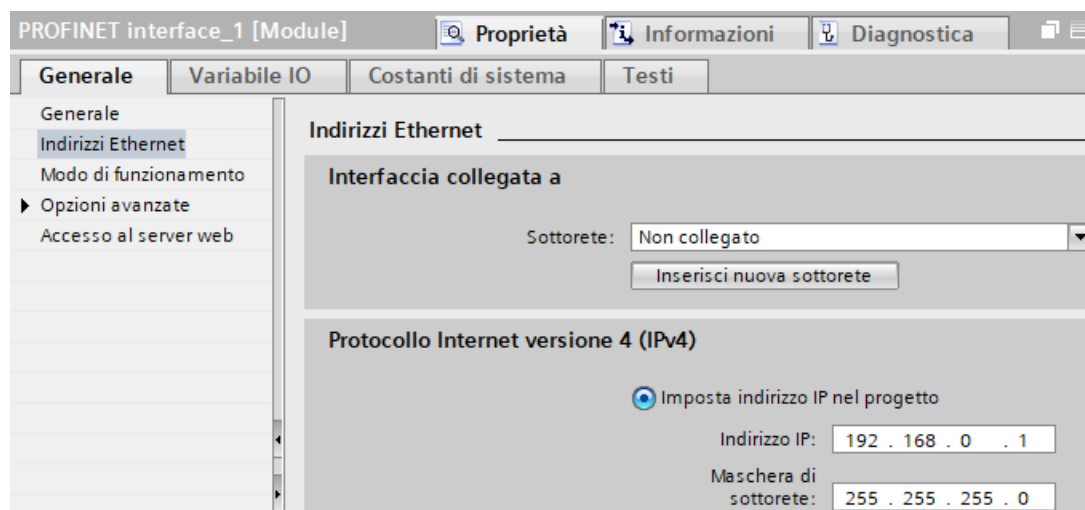 PROFINET interface_1 [Module]
Proprietà
Informazioni
Diagnostica
Generale
Variabile IO
Costanti di sistema
Testi
Generale
Indirizzi Ethernet
Modo di funzionamento
Opzioni avanzate
Accesso al server web
Indirizzi Ethernet
Interfaccia collegata a
Sottorete: Non collegato
Inserisci nuova sottorete
Protocollo Internet versione 4 (IPv4)
Imposta indirizzo IP nel progetto
Indirizzo IP: 192 . 168 . 0 . 1
Maschera di
sottorete: 255 . 255 . 255 . 0